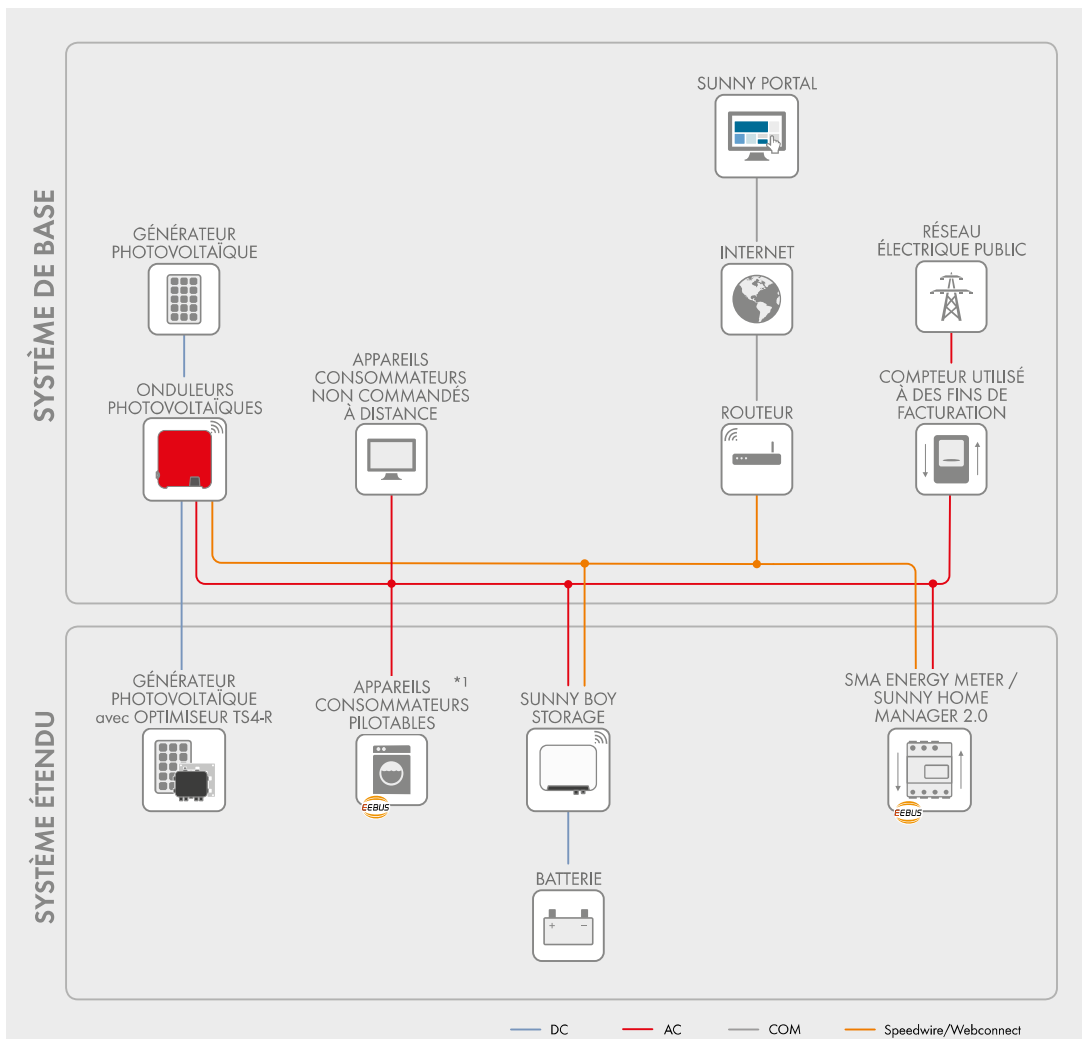 SYSTÈME DE BASE
SUNNY PORTAL
GÉNÉRATEUR
PHOTOVOLTAÏQUE
INTERNET
RÉSEAU
ÉLECTRIQUE PUBLIC
ONDULEURS
PHOTOVOLTAÏQUES
APPAREILS
CONSOMMATEURS
NON COMMANDÉS
À DISTANCE
ROUTEUR
COMPTEUR UTILISÉ
À DES FINS DE
FACTURATION
SYSTÈME ÉTENDU
GÉNÉRATEUR
PHOTOVOLTAÏQUE
avec OPTIMISEUR TS4-R
APPAREILS *1
CONSOMMATEURS
PILOTABLES
EEBUS
SUNNY BOY
STORAGE
SMA ENERGY METER /
SUNNY HOME
MANAGER 2.0
EEBUS
BATTERIE
+ −
DC
AC
COM
Speedwire/Webconnect